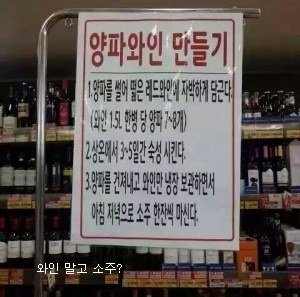 양파와인 만들기
1.양파를 썰어 떫은 레드와인에 자박하게 담근다.
(와인 1.5L 한병 당 양파 7~8개)
2.상온에서 3~5일간 숙성 시킨다.
3.양파를 건져내고 와인만 냉장 보관하면서
아침 저녁으로 소주 한잔씩 마신다.
와인 말고 소주?